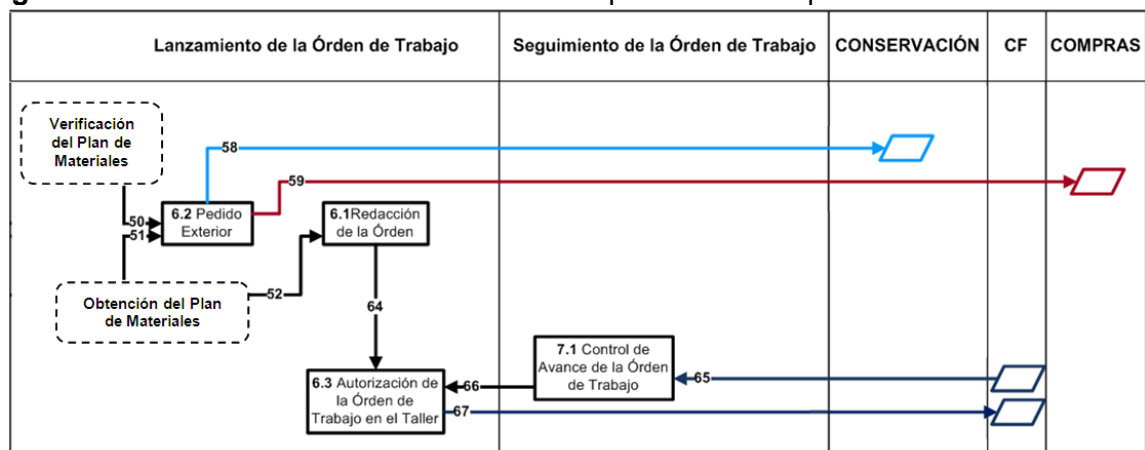 Lanzamiento de la Órden de Trabajo
Seguimiento de la Órden de Trabajo
CONSERVACIÓN
CF
COMPRAS
Verificación
del Plan de
Materiales
58
59
50
51
6.2 Pedido
Exterior
6.1Redacción
de la Órden
52
Obtención del Plan
de Materiales
64
7.1 Control de
Avance de la Órden
de Trabajo
65
66
6.3 Autorización de
la Órden de
Trabajo en el Taller
67